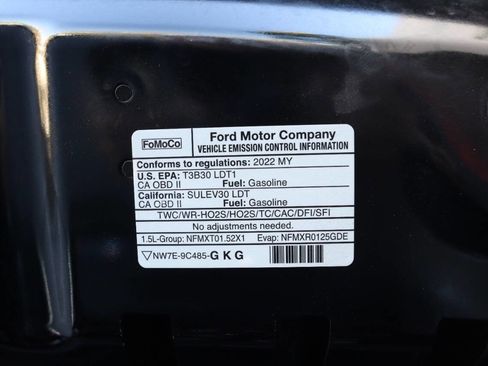 FoMoCo
Ford Motor Company
VEHICLE EMISSION CONTROL INFORMATION
Conforms to regulations: 2022 MY
U.S. EPA: T3B30 LDT1
CA OBD II Fuel: Gasoline
California: SULEV30 LDT
CA OBD II Fuel: Gasoline
TWC/WR-HO2S/HO2S/TC/CAC/DFI/SFI
No adjustments needed.
1.5L-Group: NFMXT01.52X1 Evap: NFMXR0125GDE
NW7E-9C485-G K G